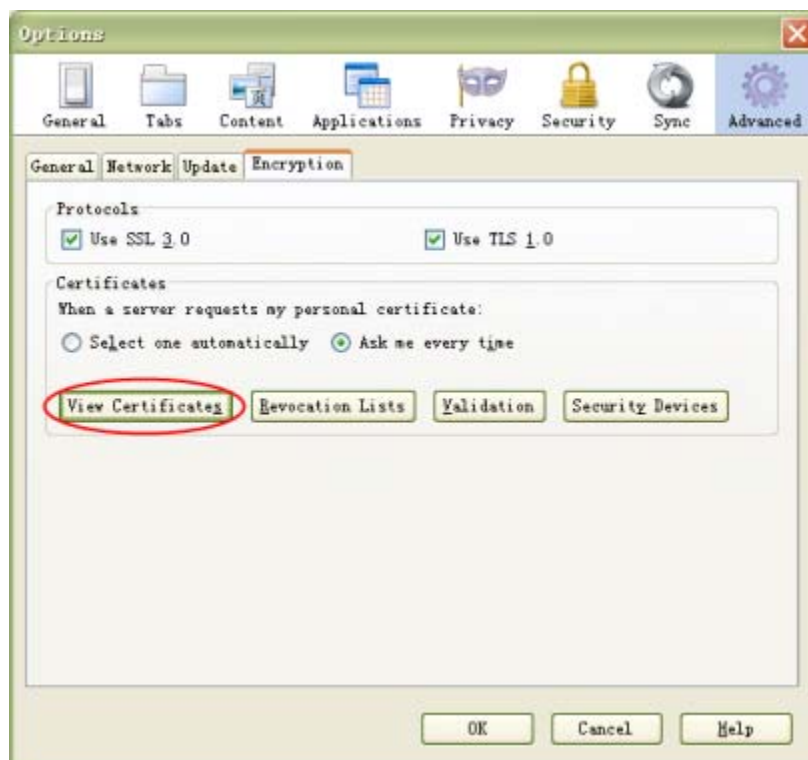 Options
General Tabs Content Applications Privacy Security Sync Advanced
General Network Update Encryption
Protocols
Use SSL 3.0 Use TLS 1.0
Certificates
When a server requests my personal certificate:
Select one automatically Ask me every time
View Certificates Revocation Lists Validation Security Devices
OK Cancel Help